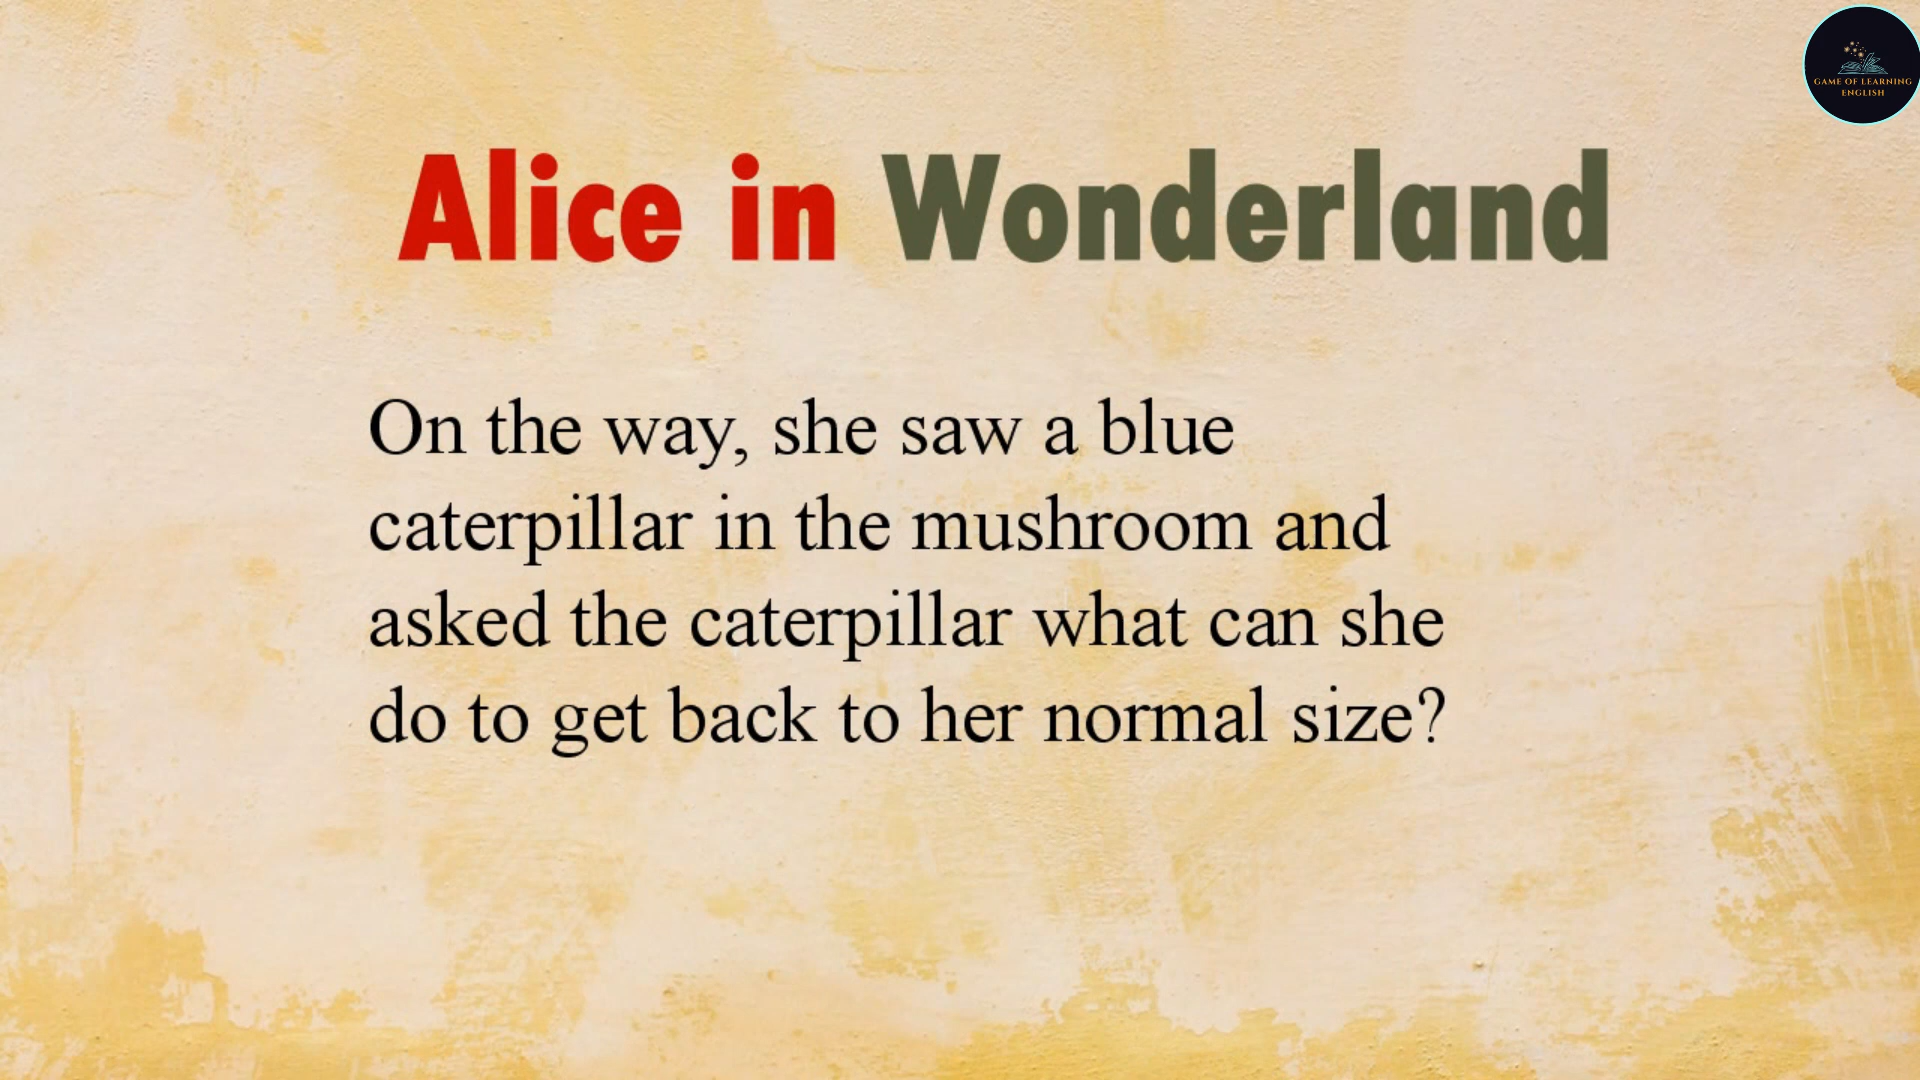 GAME OF LEARNING
ENGLISH
Alice in Wonderland
On the way, she saw a blue
caterpillar in the mushroom and
asked the caterpillar what can she
do to get back to her normal size?